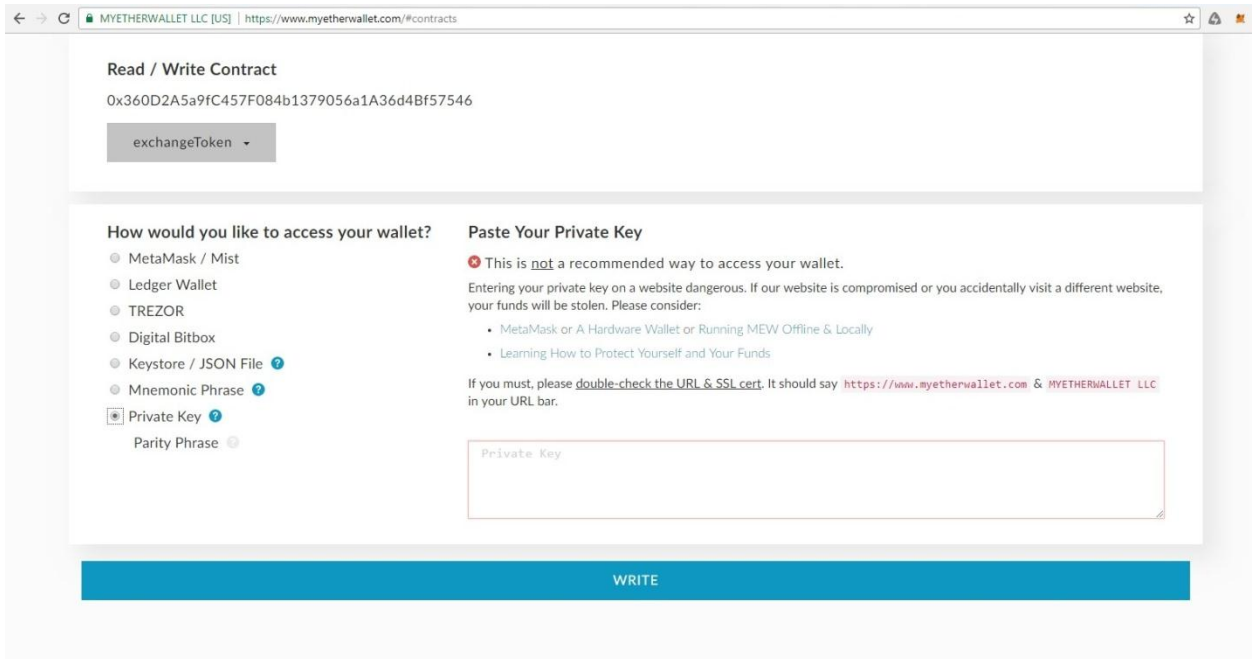 MYETHERWALLET LLC [US] | https://www.myetherwallet.com/#contracts
Read / Write Contract
0x360D2A5a9fC457F084b1379056a1A36d4Bf57546
exchangeToken
How would you like to access your wallet?
MetaMask / Mist
Ledger Wallet
TREZOR
Digital Bitbox
Keystore / JSON File ?
Mnemonic Phrase ?
Private Key ?
Parity Phrase ?
Paste Your Private Key
This is not a recommended way to access your wallet.
Entering your private key on a website dangerous. If our website is compromised or you accidentally visit a different website,
your funds will be stolen. Please consider:
• MetaMask or A Hardware Wallet or Running MEW Offline & Locally
• Learning How to Protect Yourself and Your Funds
If you must, please double-check the URL & SSL cert. It should say https://www.myetherwallet.com & MYETHERWALLET LLC
in your URL bar.
Private Key
WRITE